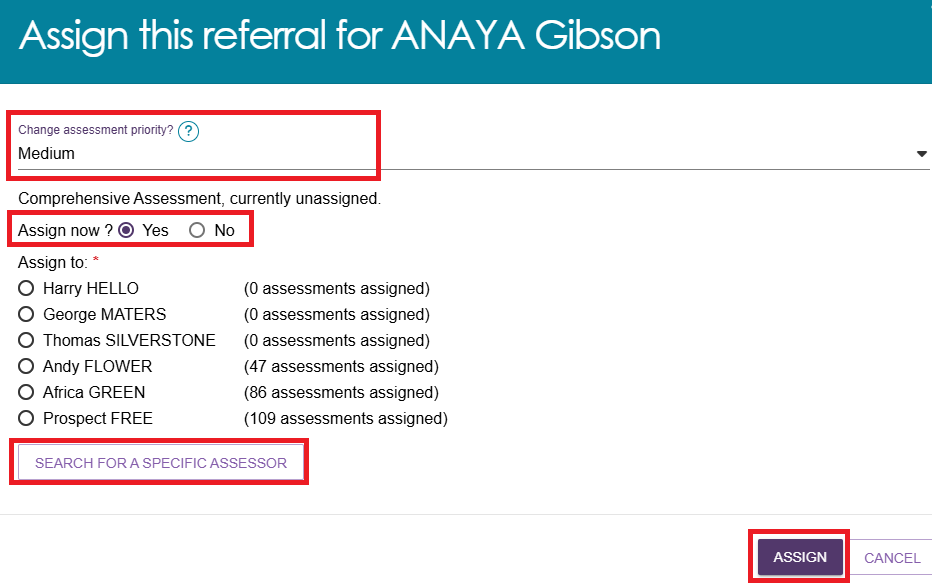 Assign this referral for ANAYA Gibson
Change assessment priority? ?
Medium
Comprehensive Assessment, currently unassigned.
Assign now ? Yes No
Assign to: *
Harry HELLO (0 assessments assigned)
George MATERS (0 assessments assigned)
Thomas SILVERSTONE (0 assessments assigned)
Andy FLOWER (47 assessments assigned)
Africa GREEN (86 assessments assigned)
Prospect FREE (109 assessments assigned)
SEARCH FOR A SPECIFIC ASSESSOR
ASSIGN CANCEL